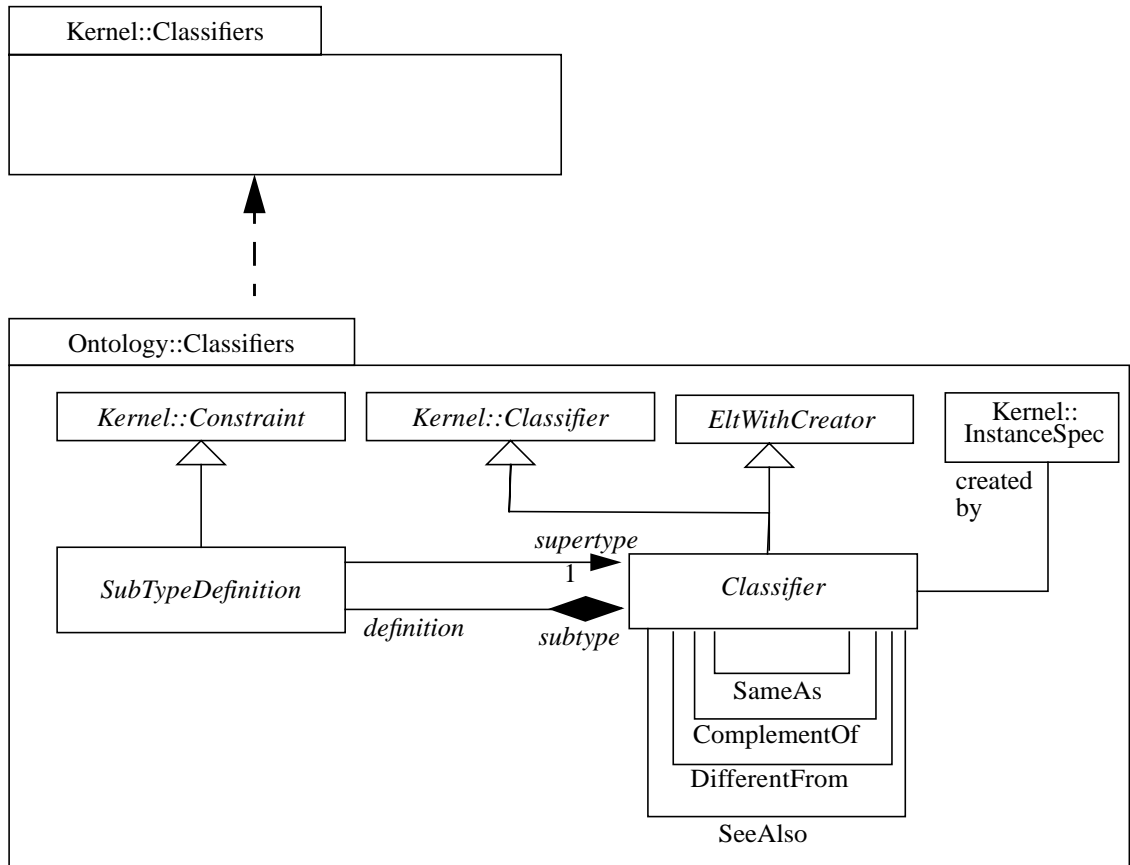 Kernel::Classifiers
Ontology::Classifiers
Kernel::Constraint
Kernel::Classifier
EltWithCreator
Kernel::
InstanceSpec
created
by
supertype
1
SubTypeDefinition
Classifier
definition
subtype
SameAs
ComplementOf
DifferentFrom
SeeAlso